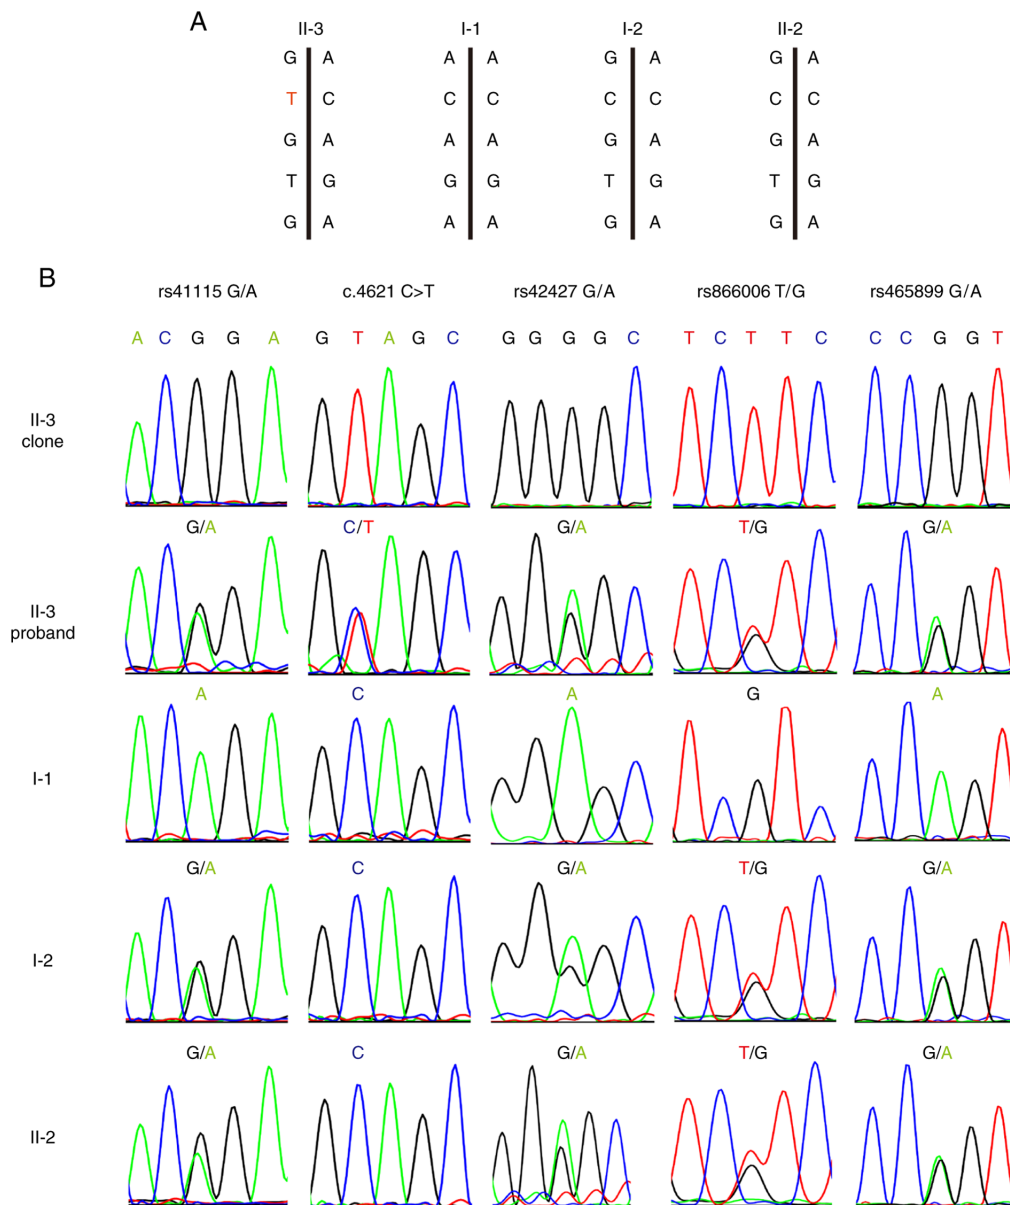 A
II-3 I-1 I-2 II-2
G A A A G A G A
T C C C C C C C
G A A A G A G A
T G G G T G T G
G A A A G A G A
B
rs41115 G/A c.4621 C>T rs42427 G/A rs866006 T/G rs465899 G/A
A C G G A G T A G C G G G G C T C T T C C C G G T
II-3
clone
G/A C/T G/A T/G G/A
II-3
proband
A C A G A
I-1
G/A C G/A T/G G/A
I-2
G/A C G/A T/G G/A
II-2